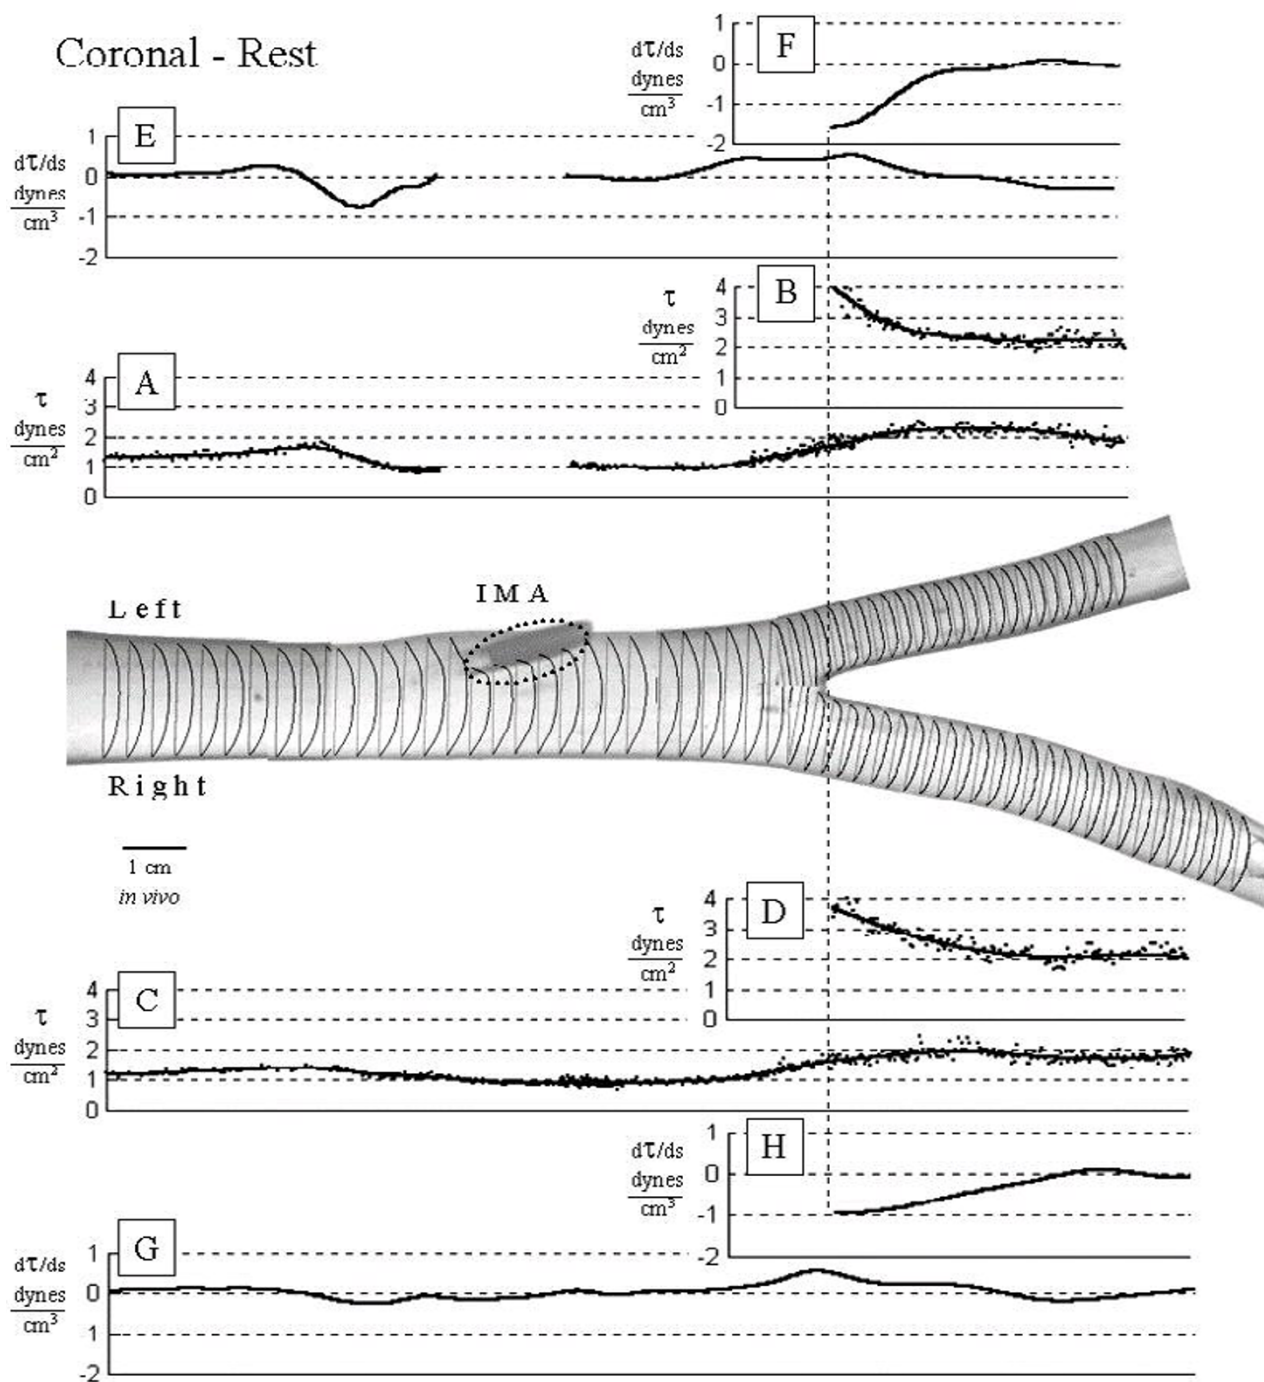 Coronal - Rest
F
dτ/ds
dynes
cm³
1
0
-1
-2
E
dτ/ds
dynes
cm³
1
0
-1
-2
B
τ
dynes
cm²
4
3
2
1
0
A
τ
dynes
cm²
4
3
2
1
0
IMA
Left
Right
1 cm
in vivo
D
τ
dynes
cm²
4
3
2
1
0
C
τ
dynes
cm²
4
3
2
1
0
H
dτ/ds
dynes
cm³
1
0
-1
-2
G
dτ/ds
dynes
cm³
1
0
1
-2